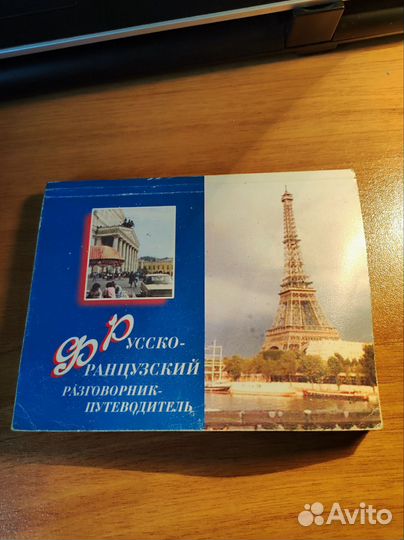 РУССКО-
ФРАНЦУЗСКИЙ
РАЗГОВОРНИК-
ПУТЕВОДИТЕЛЬ
Avito